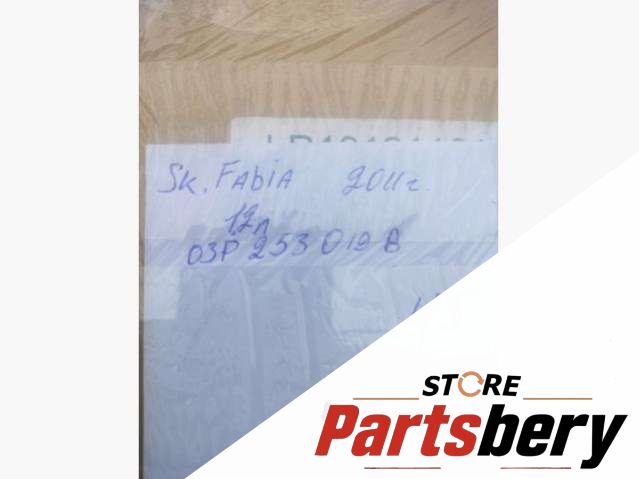 Sk. FAbiA 2011г.
1.2л
03P 253 019 B
STORE
Partsbery